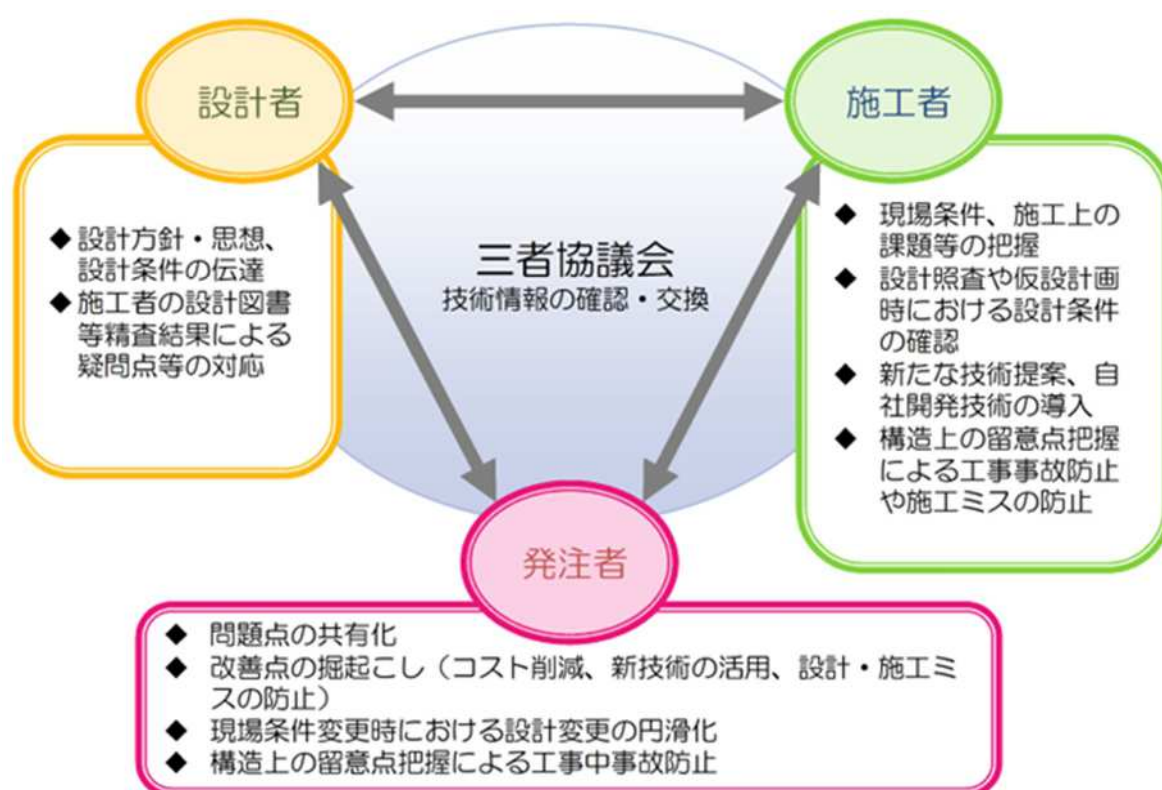 設計者
施工者
◆設計方針・思想、
設計条件の伝達
◆施工者の設計図書
等精査結果による
疑問点等の対応
三者協議会
技術情報の確認・交換
◆ 現場条件、施工上の
課題等の把握
◆ 設計照査や仮設計画
時における設計条件
の確認
◆ 新たな技術提案、自
社開発技術の導入
◆ 構造上の留意点把握
による工事事故防止
や施工ミスの防止
発注者
◆ 問題点の共有化
◆ 改善点の掘起こし（コスト削減、新技術の活用、設計・施工ミ
スの防止）
◆ 現場条件変更時における設計変更の円滑化
◆ 構造上の留意点把握による工事中事故防止